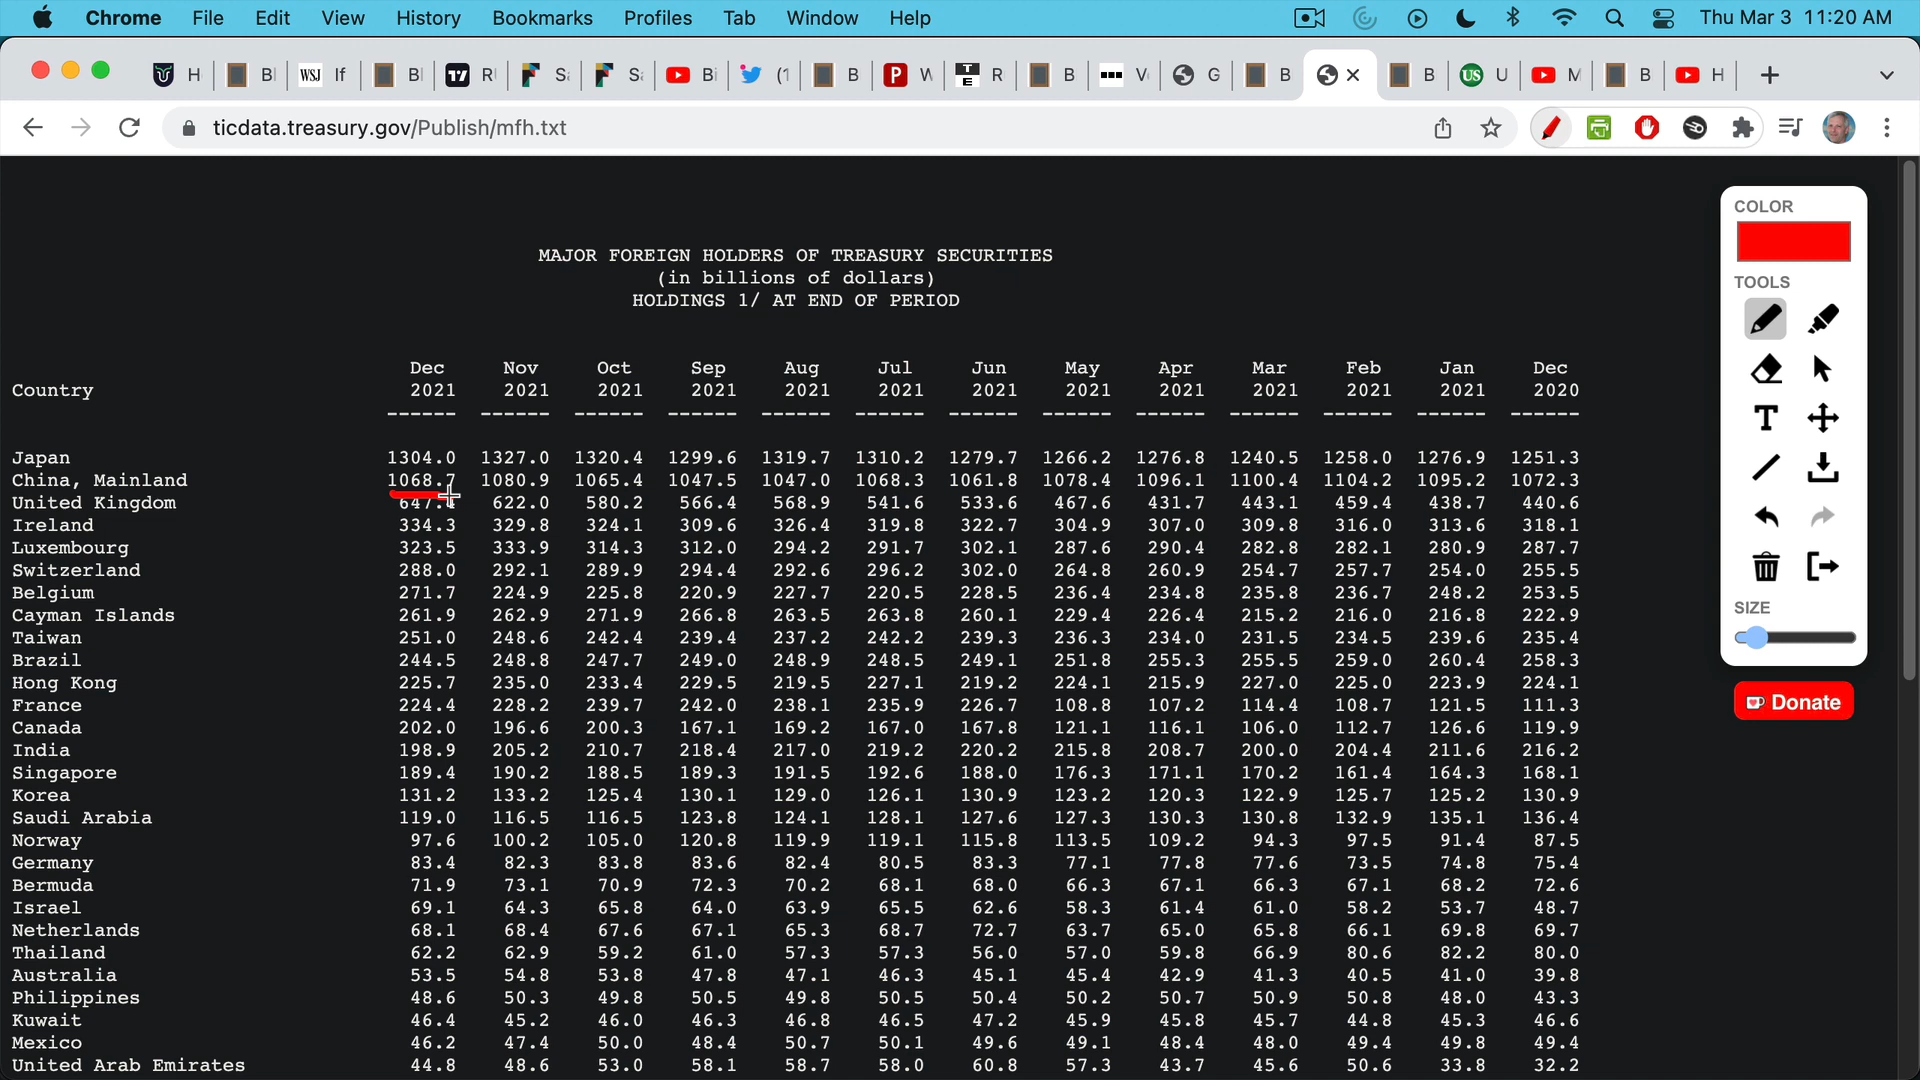 Chrome File Edit View History Bookmarks Profiles Tab Window Help Thu Mar 3 11:20 AM
H Bl WSJ If Bl 17 R Sa Sa Bi (1 B P W T E R B V G B B US U M B H
ticdata.treasury.gov/Publish/mfh.txt
COLOR
TOOLS
T
SIZE
Donate
MAJOR FOREIGN HOLDERS OF TREASURY SECURITIES
(in billions of dollars)
HOLDINGS 1/ AT END OF PERIOD
Dec Nov Oct Sep Aug Jul Jun May Apr Mar Feb Jan Dec
Country 2021 2021 2021 2021 2021 2021 2021 2021 2021 2021 2021 2021 2020
------ ------ ------ ------ ------ ------ ------ ------ ------ ------ ------ ------ ------
Japan 1304.0 1327.0 1320.4 1299.6 1319.7 1310.2 1279.7 1266.2 1276.8 1240.5 1258.0 1276.9 1251.3
China, Mainland 1068.7 1080.9 1065.4 1047.5 1047.0 1068.3 1061.8 1078.4 1096.1 1100.4 1104.2 1095.2 1072.3
United Kingdom 622.0 580.2 566.4 568.9 541.6 533.6 467.6 431.7 443.1 459.4 438.7 440.6
Ireland 334.3 329.8 324.1 309.6 326.4 319.8 322.7 304.9 307.0 309.8 316.0 313.6 318.1
Luxembourg 323.5 333.9 314.3 312.0 294.2 291.7 302.1 287.6 290.4 282.8 282.1 280.9 287.7
Switzerland 288.0 292.1 289.9 294.4 292.6 296.2 302.0 264.8 260.9 254.7 257.7 254.0 255.5
Belgium 271.7 224.9 225.8 220.9 227.7 220.5 228.5 236.4 234.8 235.8 236.7 248.2 253.5
Cayman Islands 261.9 262.9 271.9 266.8 263.5 263.8 260.1 229.4 226.4 215.2 216.0 216.8 222.9
Taiwan 251.0 248.6 242.4 239.4 237.2 242.2 239.3 236.3 234.0 231.5 234.5 239.6 235.4
Brazil 244.5 248.8 247.7 249.0 248.9 248.5 249.1 251.8 255.3 255.5 259.0 260.4 258.3
Hong Kong 225.7 235.0 233.4 229.5 219.5 227.1 219.2 224.1 215.9 227.0 225.0 223.9 224.1
France 224.4 228.2 239.7 242.0 238.1 235.9 226.7 108.8 107.2 114.4 108.7 121.5 111.3
Canada 202.0 196.6 200.3 167.1 169.2 167.0 167.8 121.1 116.1 106.0 112.7 126.6 119.9
India 198.9 205.2 210.7 218.4 217.0 219.2 220.2 215.8 208.7 200.0 204.4 211.6 216.2
Singapore 189.4 190.2 188.5 189.3 191.5 192.6 188.0 176.3 171.1 170.2 161.4 164.3 168.1
Korea 131.2 133.2 125.4 130.1 129.0 126.1 130.9 123.2 120.3 122.9 125.7 125.2 130.9
Saudi Arabia 119.0 116.5 116.5 123.8 124.1 128.1 127.6 127.3 130.3 130.8 132.9 135.1 136.4
Norway 97.6 100.2 105.0 120.8 119.9 119.1 115.8 113.5 109.2 94.3 97.5 91.4 87.5
Germany 83.4 82.3 83.8 83.6 82.4 80.5 83.3 77.1 77.8 77.6 73.5 74.8 75.4
Bermuda 71.9 73.1 70.9 72.3 70.2 68.1 68.0 66.3 67.1 66.3 67.1 68.2 72.6
Israel 69.1 64.3 65.8 64.0 63.9 65.5 62.6 58.3 61.4 61.0 58.2 53.7 48.7
Netherlands 68.1 68.4 67.6 67.1 65.3 68.7 72.7 63.7 65.0 65.8 66.1 69.8 69.7
Thailand 62.2 62.9 59.2 61.0 57.3 57.3 56.0 57.0 59.8 66.9 80.6 82.2 80.0
Australia 53.5 54.8 53.8 47.8 47.1 46.3 45.1 45.4 42.9 41.3 40.5 41.0 39.8
Philippines 48.6 50.3 49.8 50.5 49.8 50.5 50.4 50.2 50.7 50.9 50.8 48.0 43.3
Kuwait 46.4 45.2 46.0 46.3 46.8 46.5 47.2 45.9 45.8 45.7 44.8 45.3 46.6
Mexico 46.2 47.4 50.0 48.4 50.7 50.1 49.6 49.1 48.4 48.0 49.4 49.8 49.4
United Arab Emirates 44.8 48.6 53.0 58.1 58.7 58.0 60.8 57.3 43.7 45.6 50.6 33.8 32.2